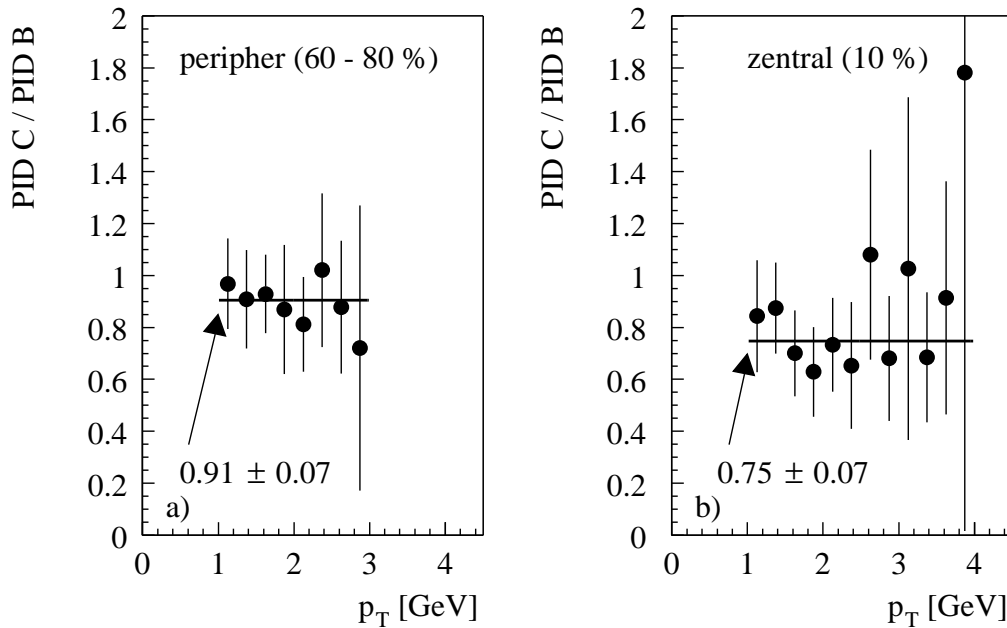 PID C / PID B
2
1.8
1.6
1.4
1.2
1
0.8
0.6
0.4
0.2
0
peripher (60 - 80 %)
0.91 ± 0.07
a)
0 1 2 3 4
p_T [GeV]
PID C / PID B
2
1.8
1.6
1.4
1.2
1
0.8
0.6
0.4
0.2
0
zentral (10 %)
0.75 ± 0.07
b)
0 1 2 3 4
p_T [GeV]